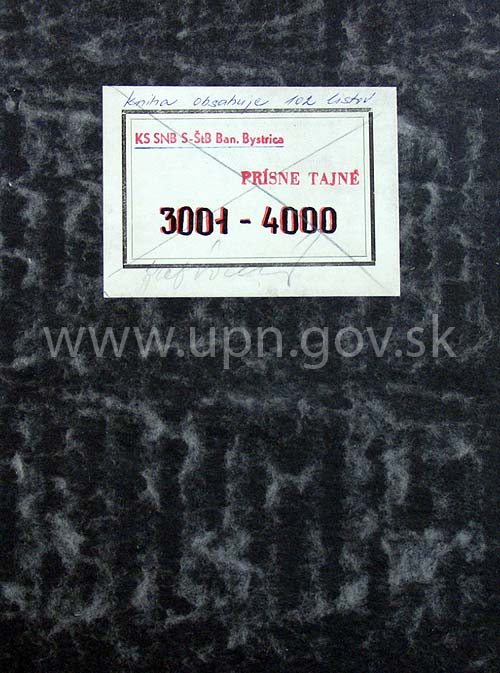 kniha obsahuje 102 listov
KS SNB S-ŠtB Ban. Bystrica
PRÍSNE TAJNÉ
3001 - 4000
www.upn.gov.sk